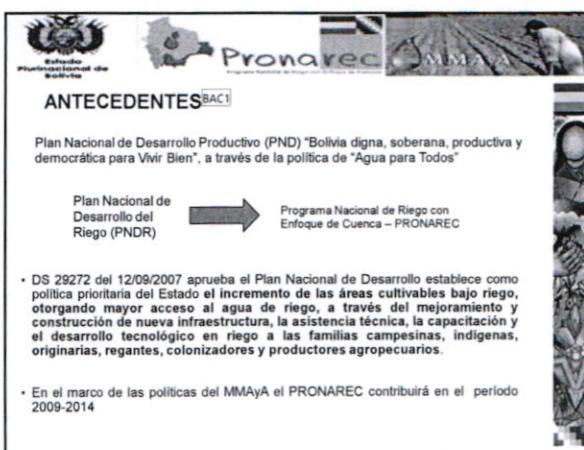 Estado
Plurinacional de
Bolivia
Pronarec
Programa Nacional de Riego con Enfoque de Cuenca
MMAyA
ANTECEDENTES BAC1
Plan Nacional de Desarrollo Productivo (PND) "Bolivia digna, soberana, productiva y
democrática para Vivir Bien", a través de la política de "Agua para Todos"
Plan Nacional de
Desarrollo del
Riego (PNDR)
Programa Nacional de Riego con
Enfoque de Cuenca – PRONAREC
• DS 29272 del 12/09/2007 aprueba el Plan Nacional de Desarrollo establece como
política prioritaria del Estado el incremento de las áreas cultivables bajo riego,
otorgando mayor acceso al agua de riego, a través del mejoramiento y
construcción de nueva infraestructura, la asistencia técnica, la capacitación y
el desarrollo tecnológico en riego a las familias campesinas, indígenas,
originarias, regantes, colonizadores y productores agropecuarios.
• En el marco de las políticas del MMAyA el PRONAREC contribuirá en el periodo
2009-2014